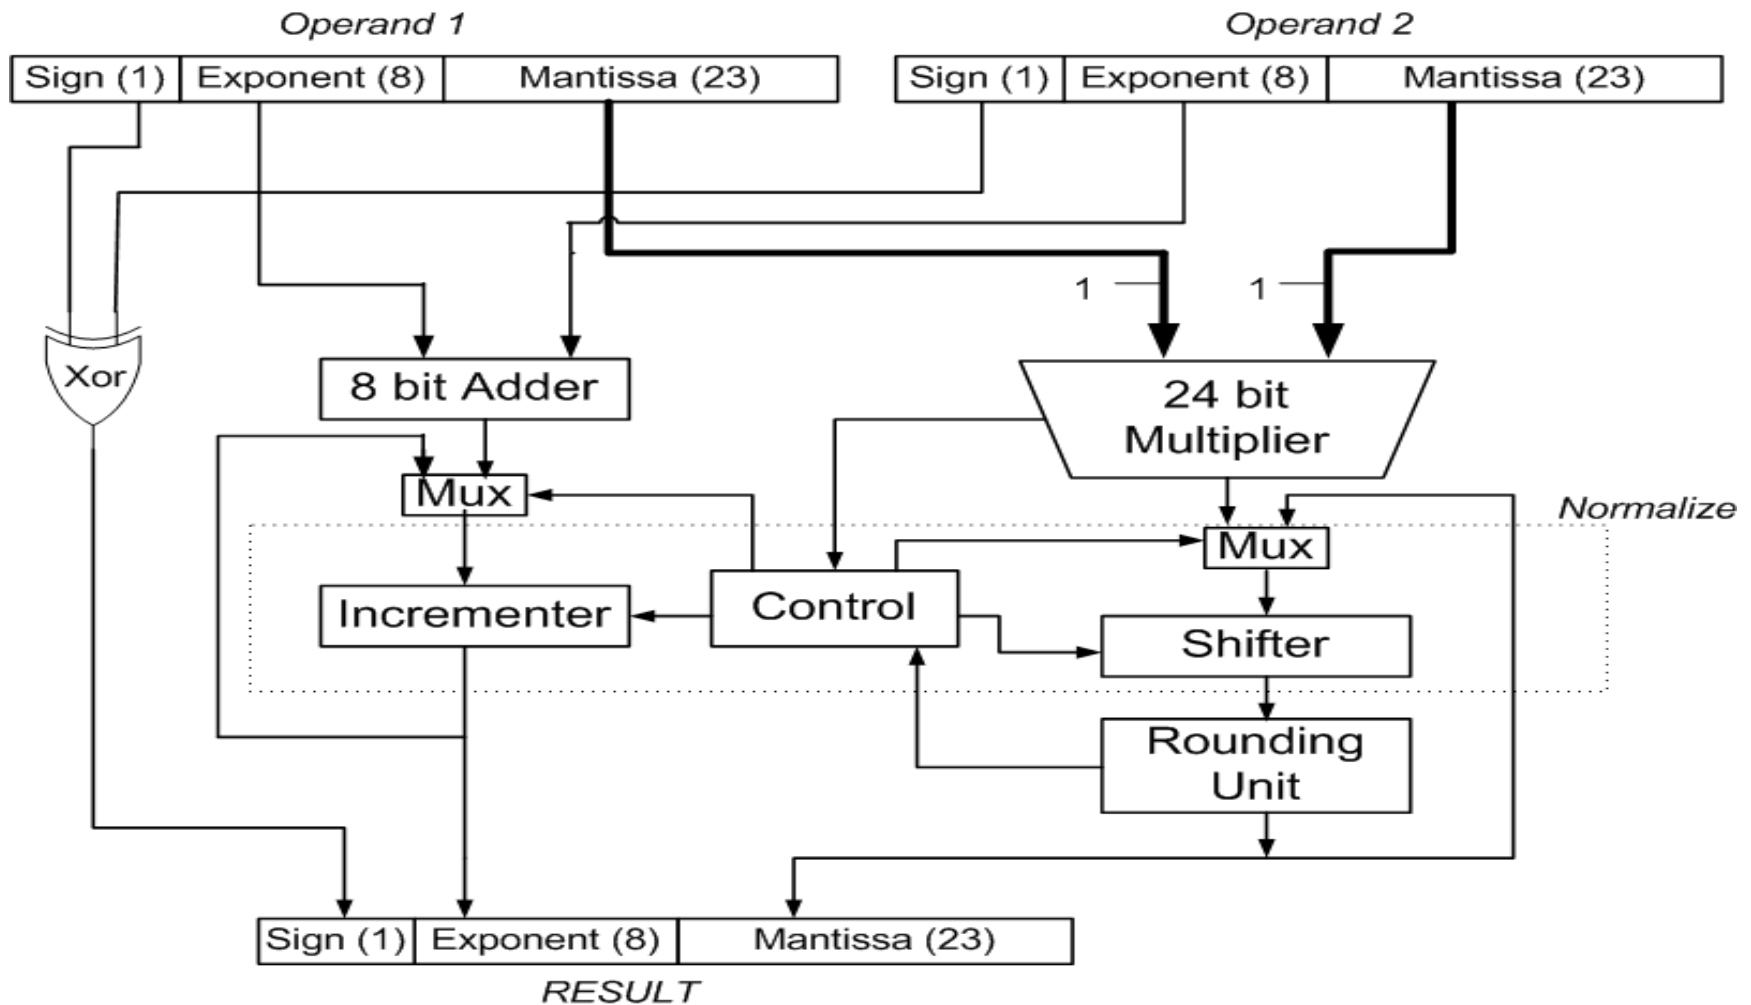 Operand 1
Operand 2
Sign (1) Exponent (8) Mantissa (23)
Sign (1) Exponent (8) Mantissa (23)
1
1
Xor
8 bit Adder
24 bit
Multiplier
Mux
Normalize
Mux
Incrementer
Control
Shifter
Rounding
Unit
Sign (1) Exponent (8) Mantissa (23)
RESULT